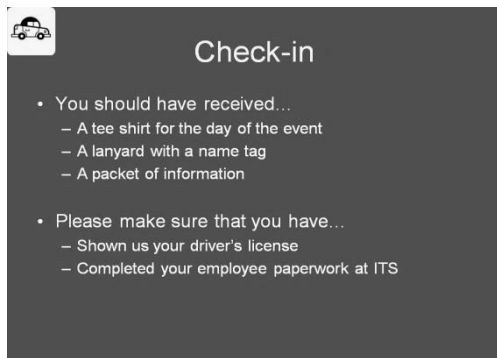 Check-in
• You should have received...
– A tee shirt for the day of the event
– A lanyard with a name tag
– A packet of information
• Please make sure that you have...
– Shown us your driver's license
– Completed your employee paperwork at ITS